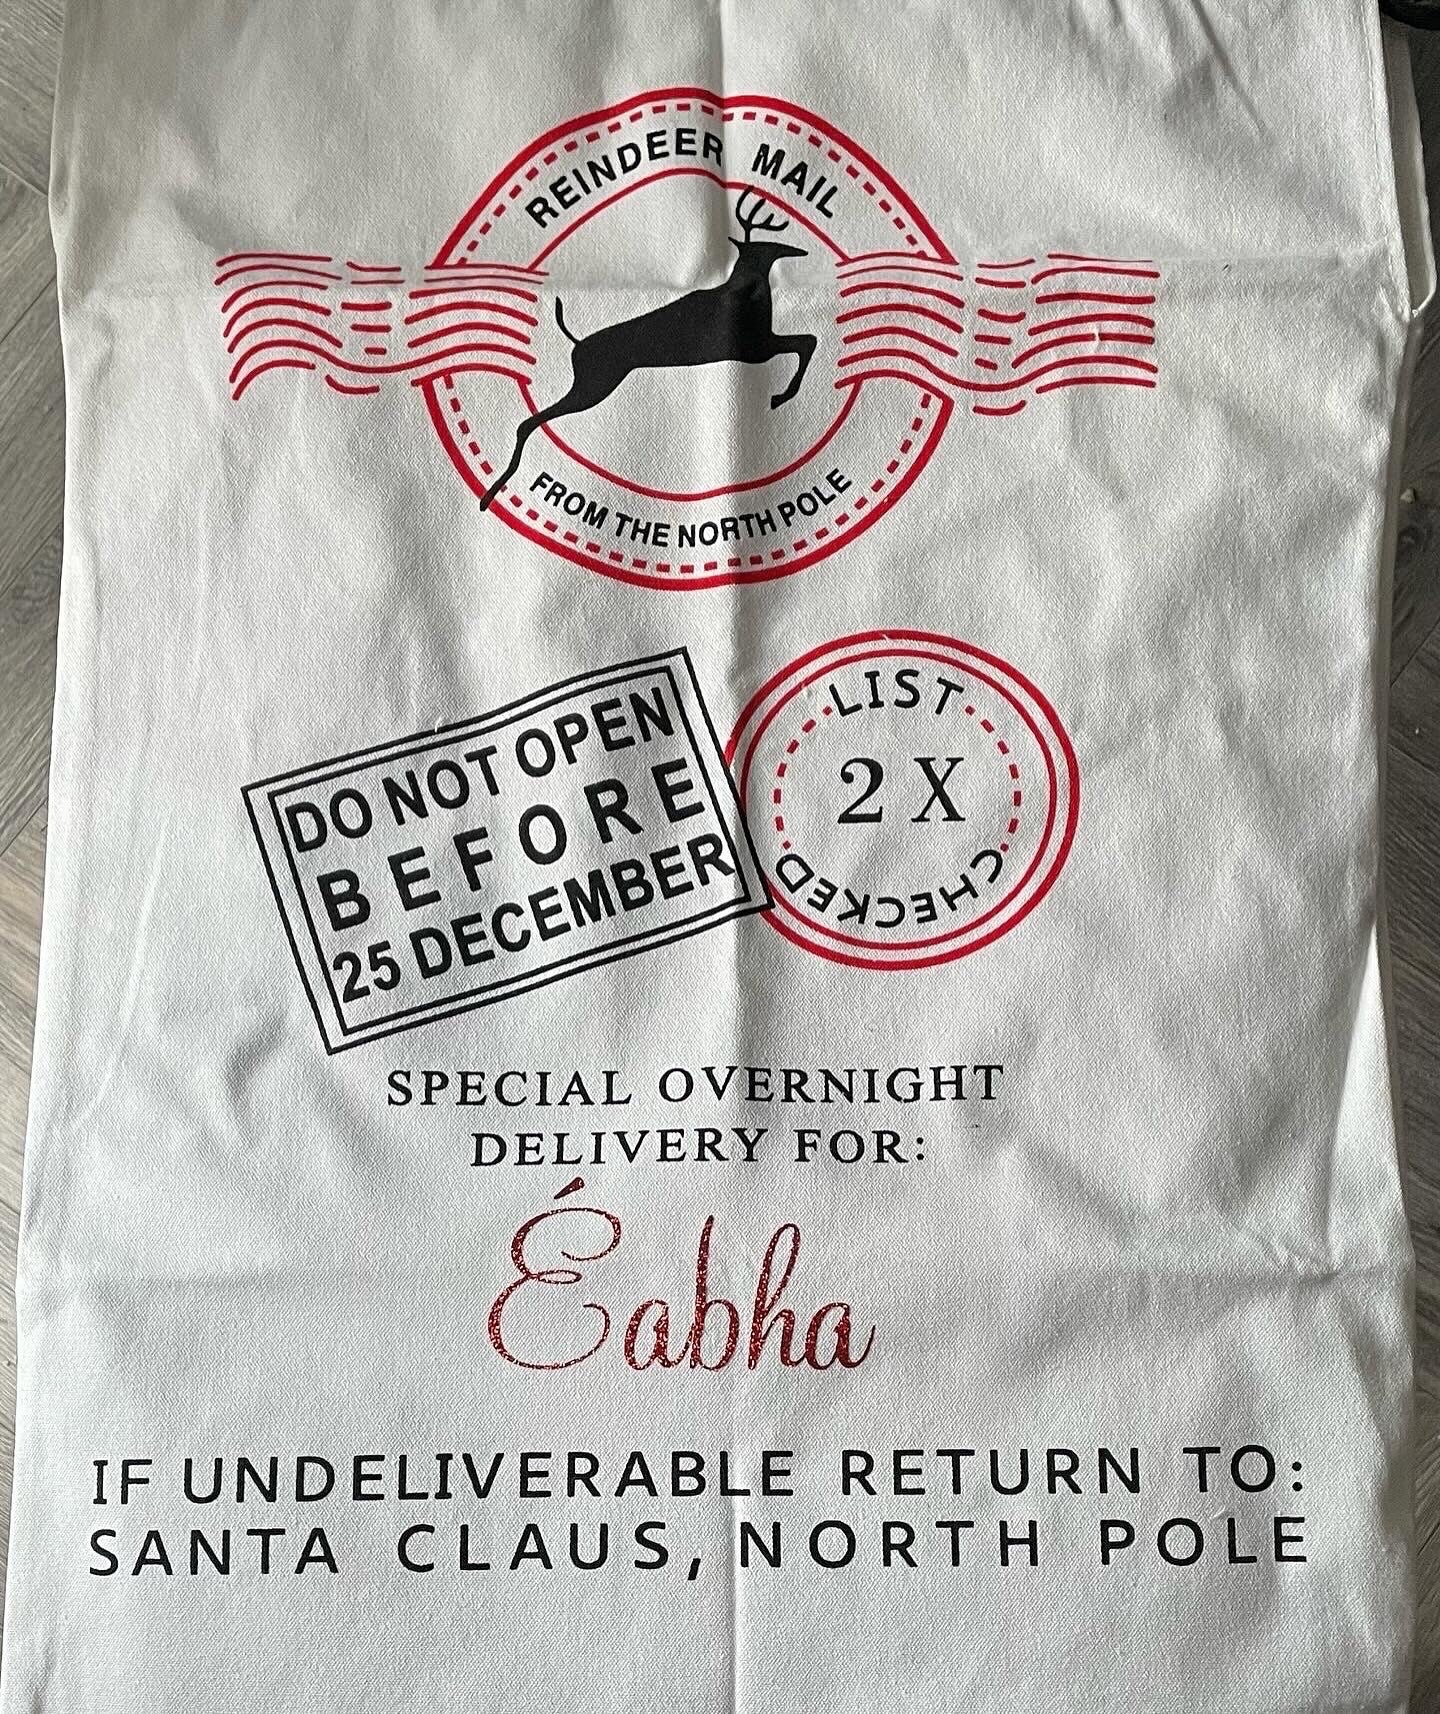 REINDEER MAIL
FROM THE NORTH POLE
DO NOT OPEN
BEFORE
25 DECEMBER
LIST
2 X
CHECKED
SPECIAL OVERNIGHT
DELIVERY FOR:
Éabha
IF UNDELIVERABLE RETURN TO:
SANTA CLAUS, NORTH POLE